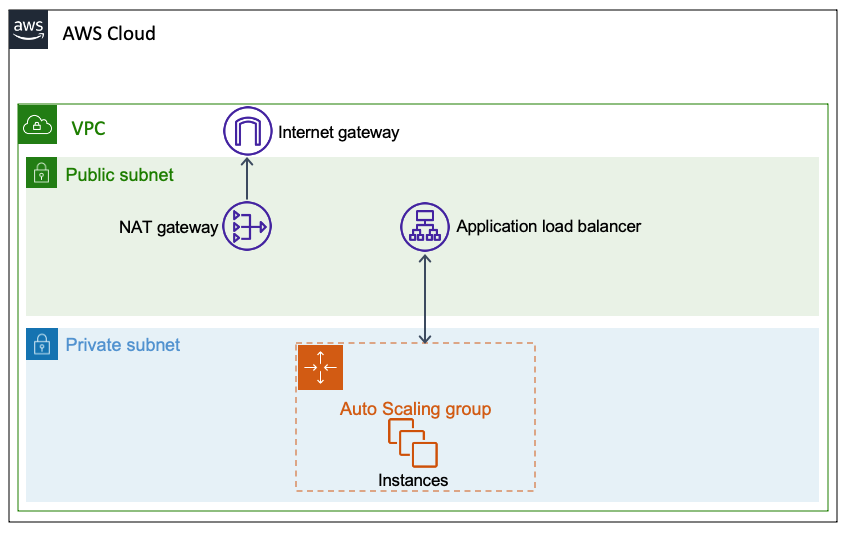 aws
AWS Cloud
VPC
Internet gateway
Public subnet
NAT gateway
Application load balancer
Private subnet
Auto Scaling group
Instances